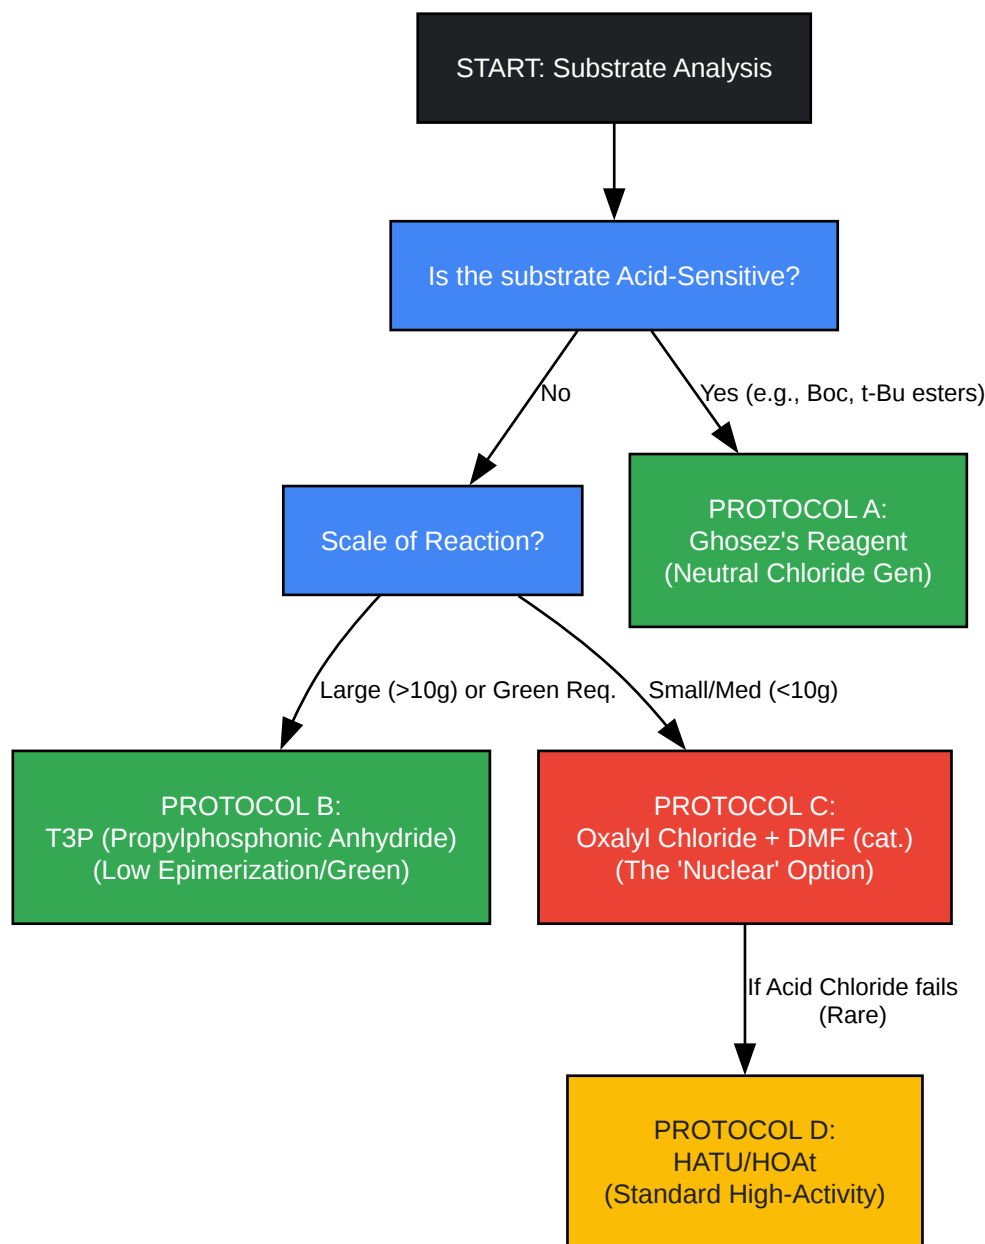 START: Substrate Analysis
Is the substrate Acid-Sensitive?
No
Yes (e.g., Boc, t-Bu esters)
Scale of Reaction?
PROTOCOL A:
Ghosez's Reagent
(Neutral Chloride Gen)
Large (>10g) or Green Req.
Small/Med (<10g)
PROTOCOL B:
T3P (Propylphosphonic Anhydride)
(Low Epimerization/Green)
PROTOCOL C:
Oxalyl Chloride + DMF (cat.)
(The 'Nuclear' Option)
If Acid Chloride fails
(Rare)
PROTOCOL D:
HATU/HOAt
(Standard High-Activity)